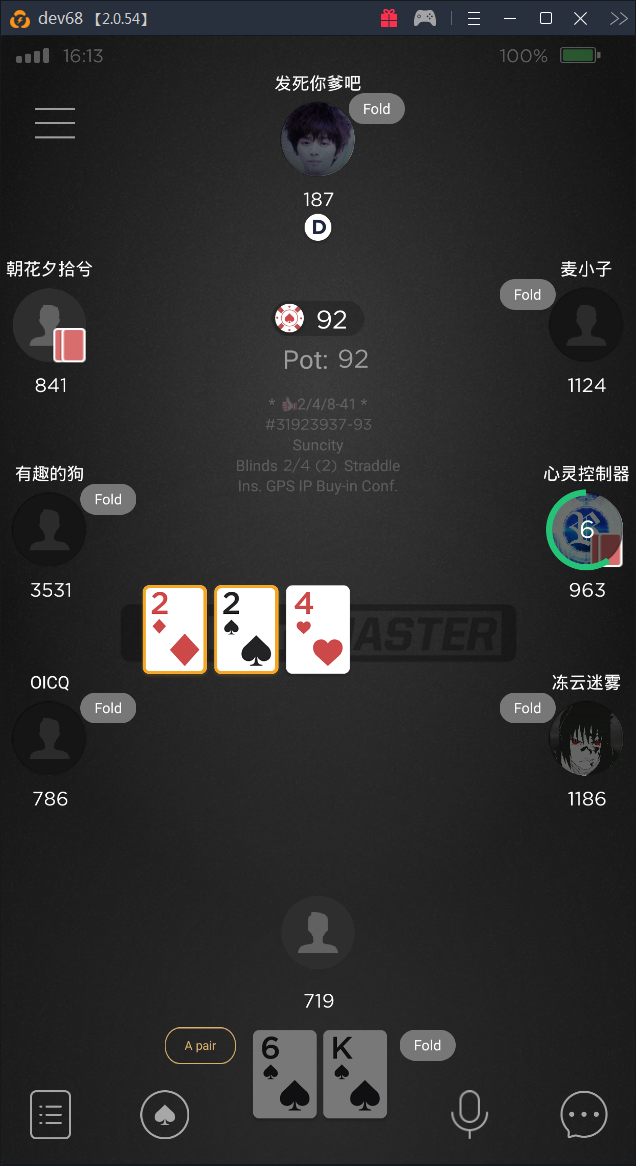 dev68 【2.0.54】
16:13
100%
发死你爹吧
Fold
187
D
朝花夕拾兮
841
麦小子
Fold
1124
92
Pot: 92
* 2/4/8-41 *
#31923937-93
Suncity
Blinds 2/4 (2) Straddle
Ins. GPS IP Buy-in Conf.
有趣的狗
Fold
3531
心灵控制器
6
963
2
2
4
MASTER
OICQ
Fold
786
冻云迷雾
Fold
1186
719
A pair
6
K
Fold